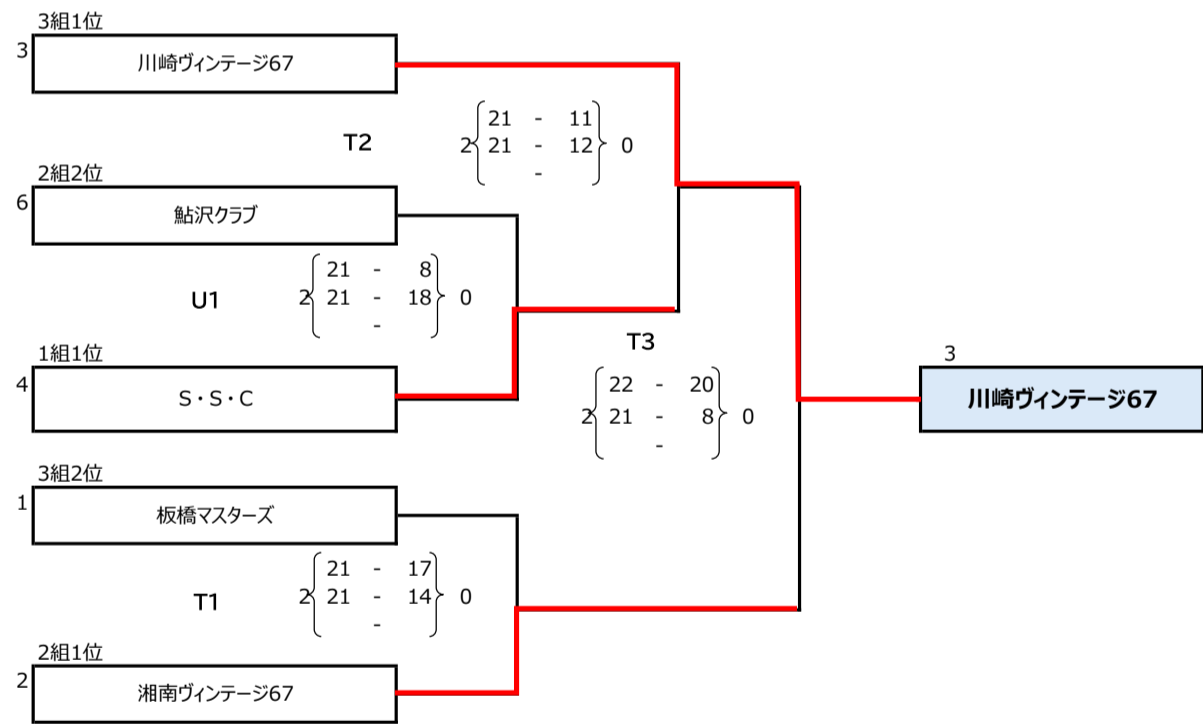 3組1位
3
川崎ヴィンテージ67
T2
2 21 - 11 0
21 - 12
-
2組2位
6
鮎沢クラブ
U1
2 21 - 8 0
21 - 18
-
1組1位
4
S・S・C
T3
2 22 - 20 0
21 - 8
-
3
川崎ヴィンテージ67
3組2位
1
板橋マスターズ
T1
2 21 - 17 0
21 - 14
-
2組1位
2
湘南ヴィンテージ67